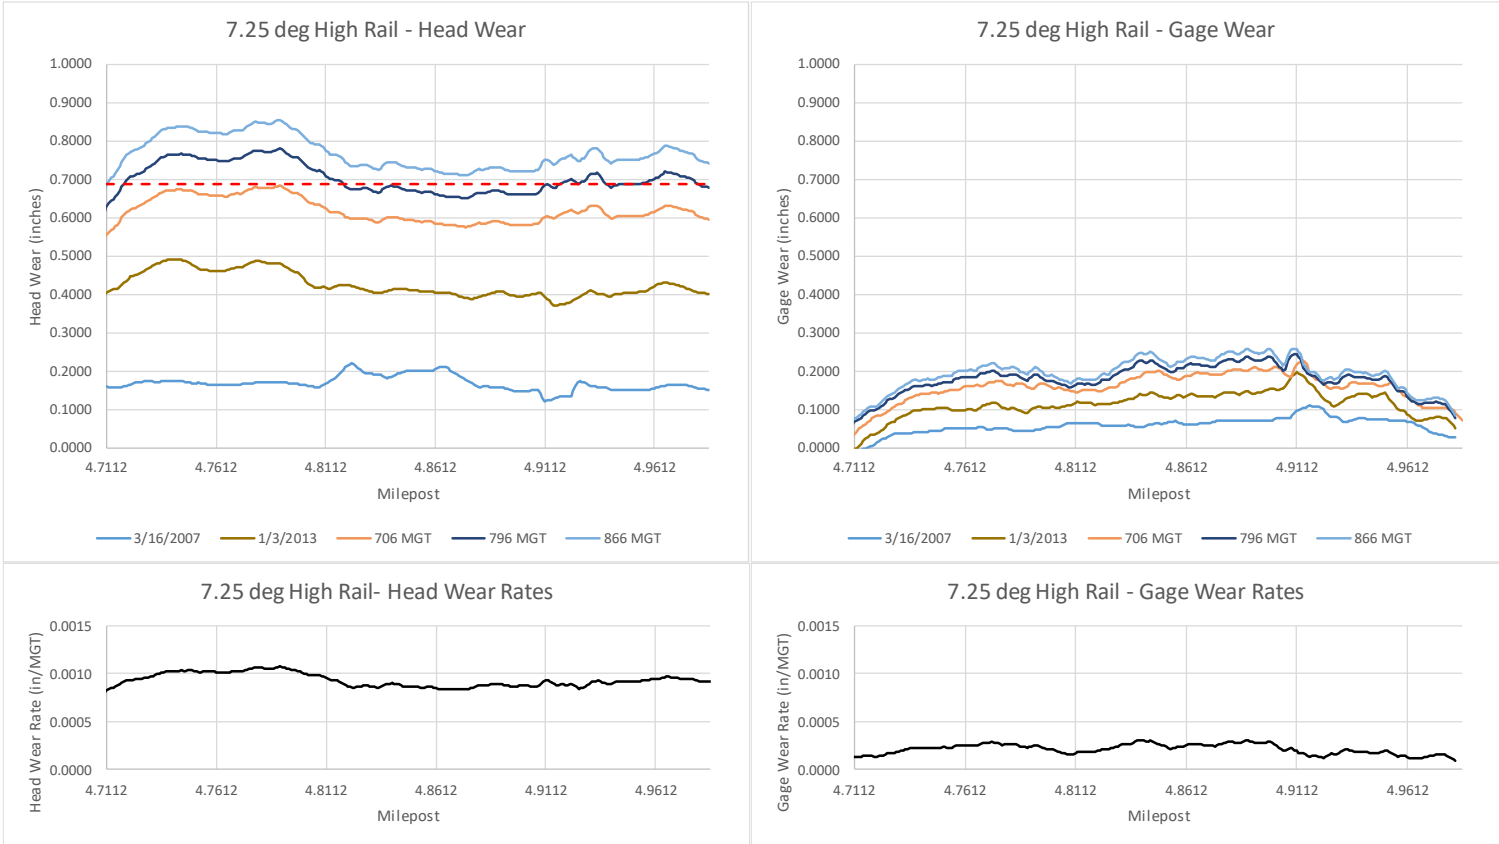 7.25 deg High Rail - Head Wear
Head Wear (inches)
1.0000
0.9000
0.8000
0.7000
0.6000
0.5000
0.4000
0.3000
0.2000
0.1000
0.0000
4.7112 4.7612 4.8112 4.8612 4.9112 4.9612
Milepost
3/16/2007 1/3/2013 706 MGT 796 MGT 866 MGT
7.25 deg High Rail - Gage Wear
Gage Wear (inches)
1.0000
0.9000
0.8000
0.7000
0.6000
0.5000
0.4000
0.3000
0.2000
0.1000
0.0000
4.7112 4.7612 4.8112 4.8612 4.9112 4.9612
Milepost
3/16/2007 1/3/2013 706 MGT 796 MGT 866 MGT
7.25 deg High Rail- Head Wear Rates
Head Wear Rate (in/MGT)
0.0015
0.0010
0.0005
0.0000
4.7112 4.7612 4.8112 4.8612 4.9112 4.9612
Milepost
7.25 deg High Rail - Gage Wear Rates
Gage Wear Rate (in/MGT)
0.0015
0.0010
0.0005
0.0000
4.7112 4.7612 4.8112 4.8612 4.9112 4.9612
Milepost